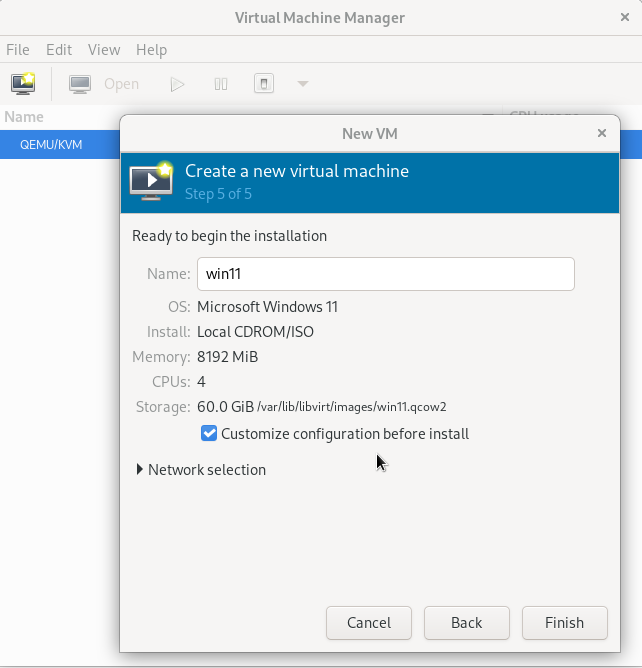 Virtual Machine Manager
File Edit View Help
Open
Name
QEMU/KVM
New VM
Create a new virtual machine
Step 5 of 5
Ready to begin the installation
Name: win11
OS: Microsoft Windows 11
Install: Local CDROM/ISO
Memory: 8192 MiB
CPUs: 4
Storage: 60.0 GiB /var/lib/libvirt/images/win11.qcow2
Customize configuration before install
Network selection
Cancel Back Finish